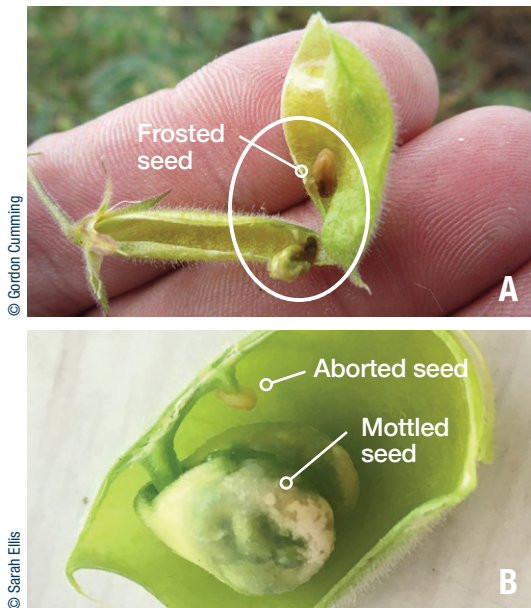 Frosted
seed
© Gordon Cumming
A
Aborted seed
Mottled
seed
© Sarah Ellis
B